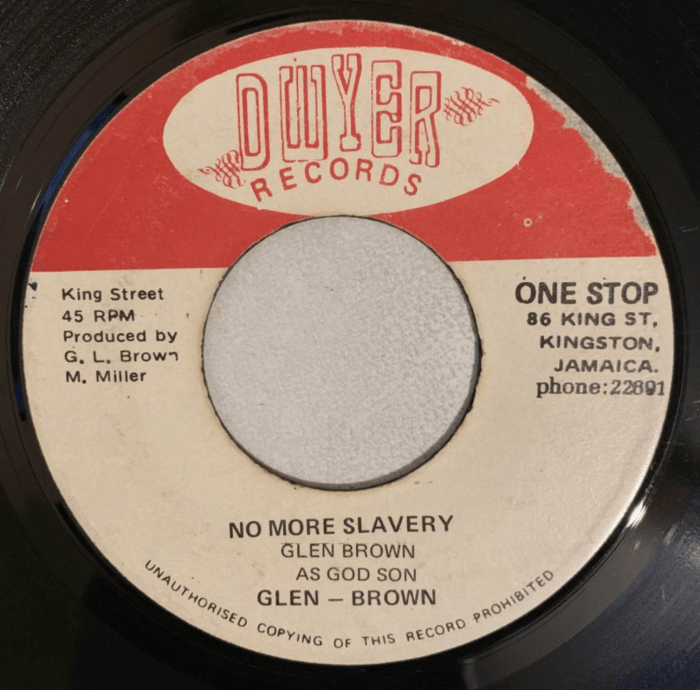 DWYER
RECORDS
King Street
45 RPM
Produced by
G. L. Brown
M. Miller
ONE STOP
86 KING ST,
KINGSTON,
JAMAICA.
phone:22691
NO MORE SLAVERY
GLEN BROWN
AS GOD SON
GLEN – BROWN
UNAUTHORISED COPYING OF THIS RECORD PROHIBITED